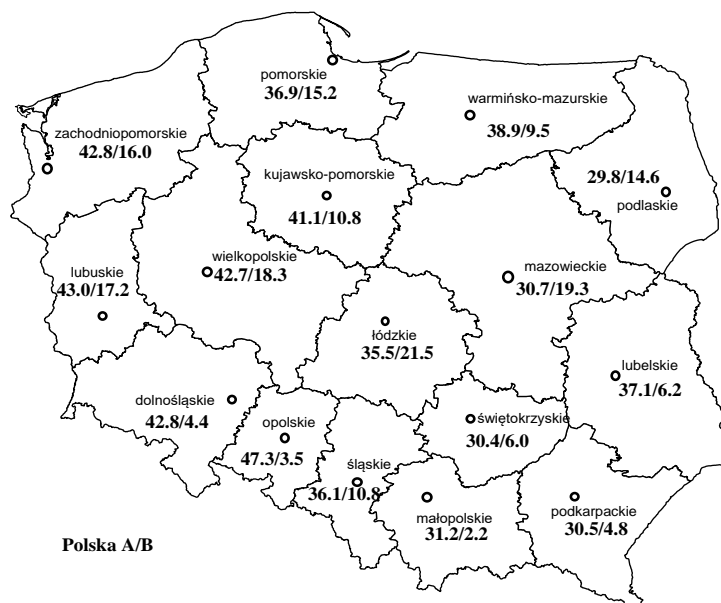 pomorskie
36.9/15.2
warmińsko-mazurskie
38.9/9.5
zachodniopomorskie
42.8/16.0
kujawsko-pomorskie
41.1/10.8
29.8/14.6
podlaskie
wielkopolskie
42.7/18.3
lubuskie
43.0/17.2
mazowieckie
30.7/19.3
łódzkie
35.5/21.5
lubelskie
37.1/6.2
dolnośląskie
42.8/4.4
opolskie
47.3/3.5
świętokrzyskie
30.4/6.0
śląskie
36.1/10.8
małopolskie
31.2/2.2
podkarpackie
30.5/4.8
Polska A/B